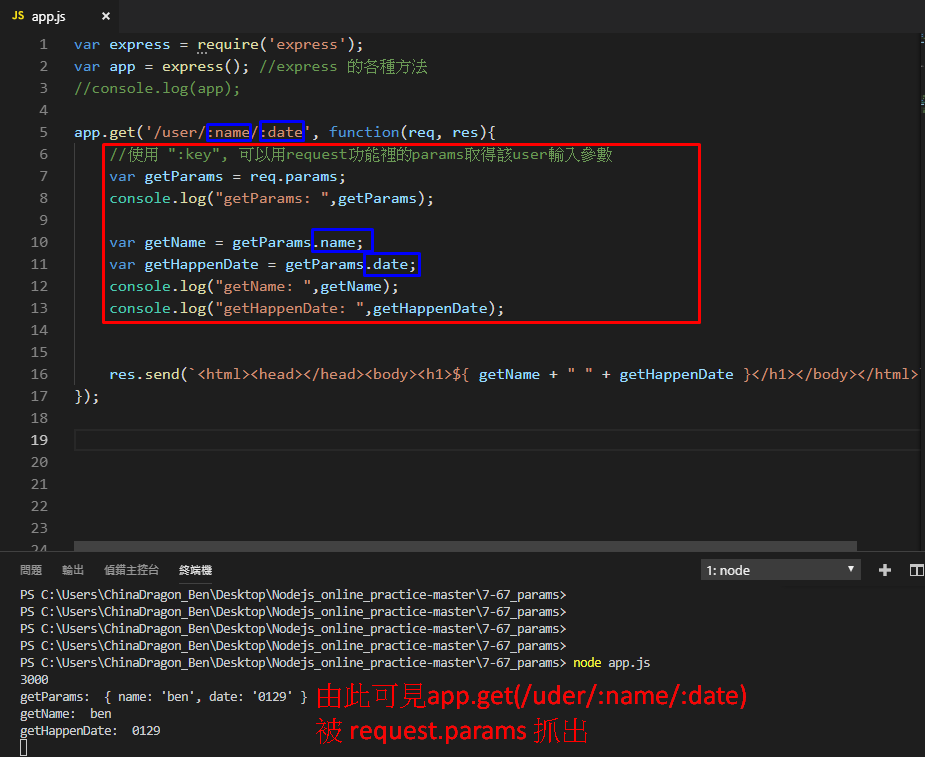 JS app.js ×
1 var express = require('express');
2 var app = express(); //express 的各種方法
3 //console.log(app);
4
5 app.get('/user/:name/:date', function(req, res){
6 //使用 ":key", 可以用request功能裡的params取得該user輸入參數
7 var getParams = req.params;
8 console.log("getParams: ",getParams);
9
10 var getName = getParams.name;
11 var getHappenDate = getParams.date;
12 console.log("getName: ",getName);
13 console.log("getHappenDate: ",getHappenDate);
14
15
16 res.send(`<html><head></head><body><h1>${ getName + " " + getHappenDate }</h1></body></html>`
17 });
18
19
20
21
22
23
24
問題 輸出 偵錯主控台 終端機 1: node
PS C:\Users\ChinaDragon_Ben\Desktop\Nodejs_online_practice-master\7-67_params>
PS C:\Users\ChinaDragon_Ben\Desktop\Nodejs_online_practice-master\7-67_params>
PS C:\Users\ChinaDragon_Ben\Desktop\Nodejs_online_practice-master\7-67_params>
PS C:\Users\ChinaDragon_Ben\Desktop\Nodejs_online_practice-master\7-67_params>
PS C:\Users\ChinaDragon_Ben\Desktop\Nodejs_online_practice-master\7-67_params> node app.js
3000
getParams:  { name: 'ben', date: '0129' }
getName:  ben
getHappenDate:  0129
由此可見app.get(/uder/:name/:date)
被 request.params 抓出